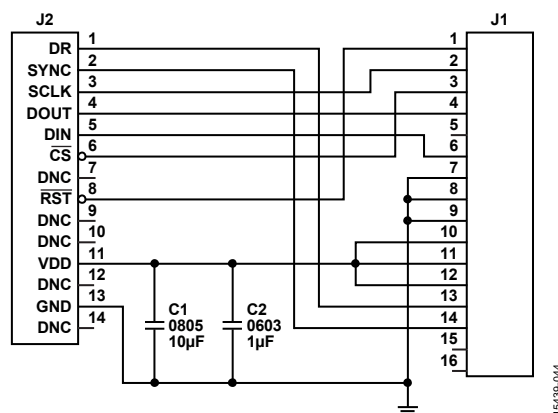 J2
J1
DR 1
SYNC 2
SCLK 3
DOUT 4
DIN 5
CS 6
DNC 7
RST 8
DNC 9
DNC 10
VDD 11
DNC 12
GND 13
DNC 14
1
2
3
4
5
6
7
8
9
10
11
12
13
14
15
16
C1
0805
10µF
C2
0603
1µF